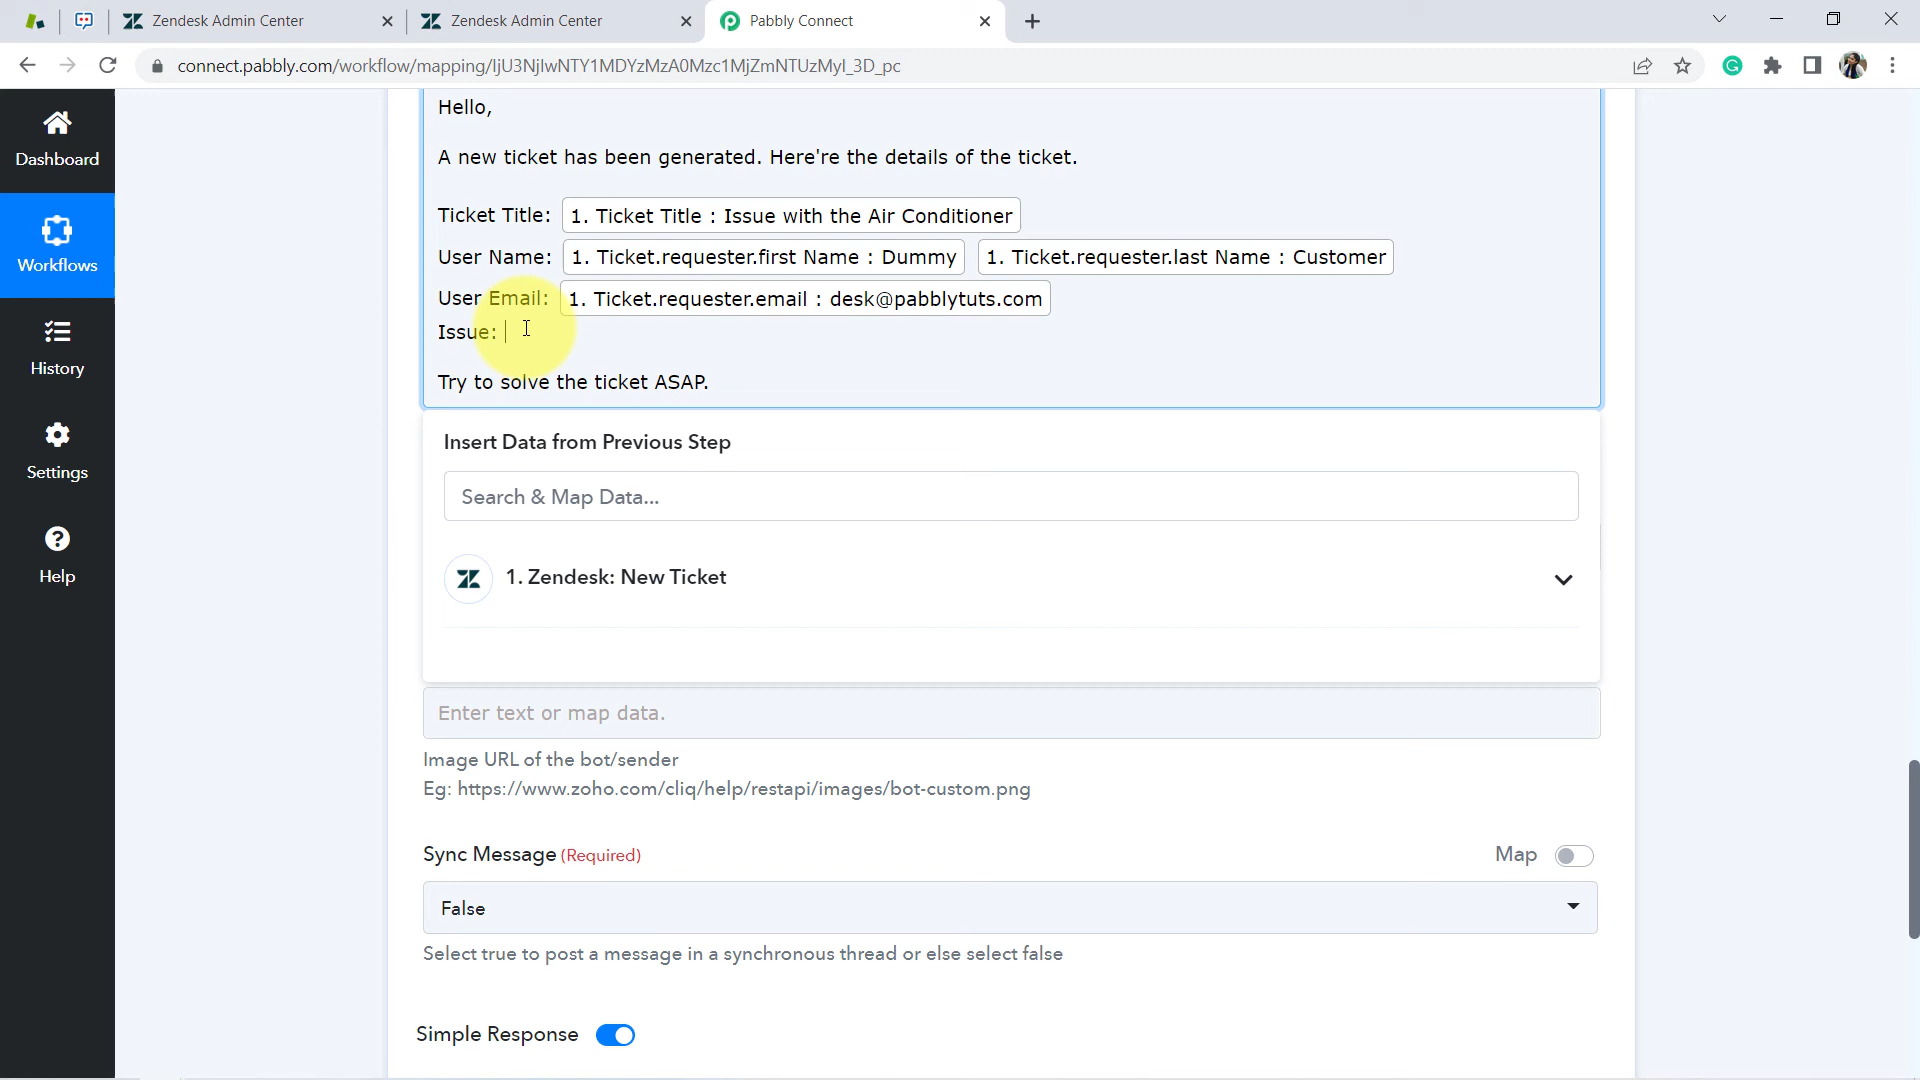 Zendesk Admin Center
Zendesk Admin Center
Pabbly Connect
connect.pabbly.com/workflow/mapping/IjU3NjIwNTY1MDYzMzA0Mzc1MjZmNTUzMyI_3D_pc
Dashboard
Workflows
History
Settings
Help
Hello,
A new ticket has been generated. Here're the details of the ticket.
Ticket Title: 1. Ticket Title : Issue with the Air Conditioner
User Name: 1. Ticket.requester.first Name : Dummy 1. Ticket.requester.last Name : Customer
User Email: 1. Ticket.requester.email : desk@pabblytuts.com
Issue:
Try to solve the ticket ASAP.
Insert Data from Previous Step
Search & Map Data...
1. Zendesk: New Ticket
Enter text or map data.
Image URL of the bot/sender
Eg: https://www.zoho.com/cliq/help/restapi/images/bot-custom.png
Sync Message (Required)
Map
False
Select true to post a message in a synchronous thread or else select false
Simple Response